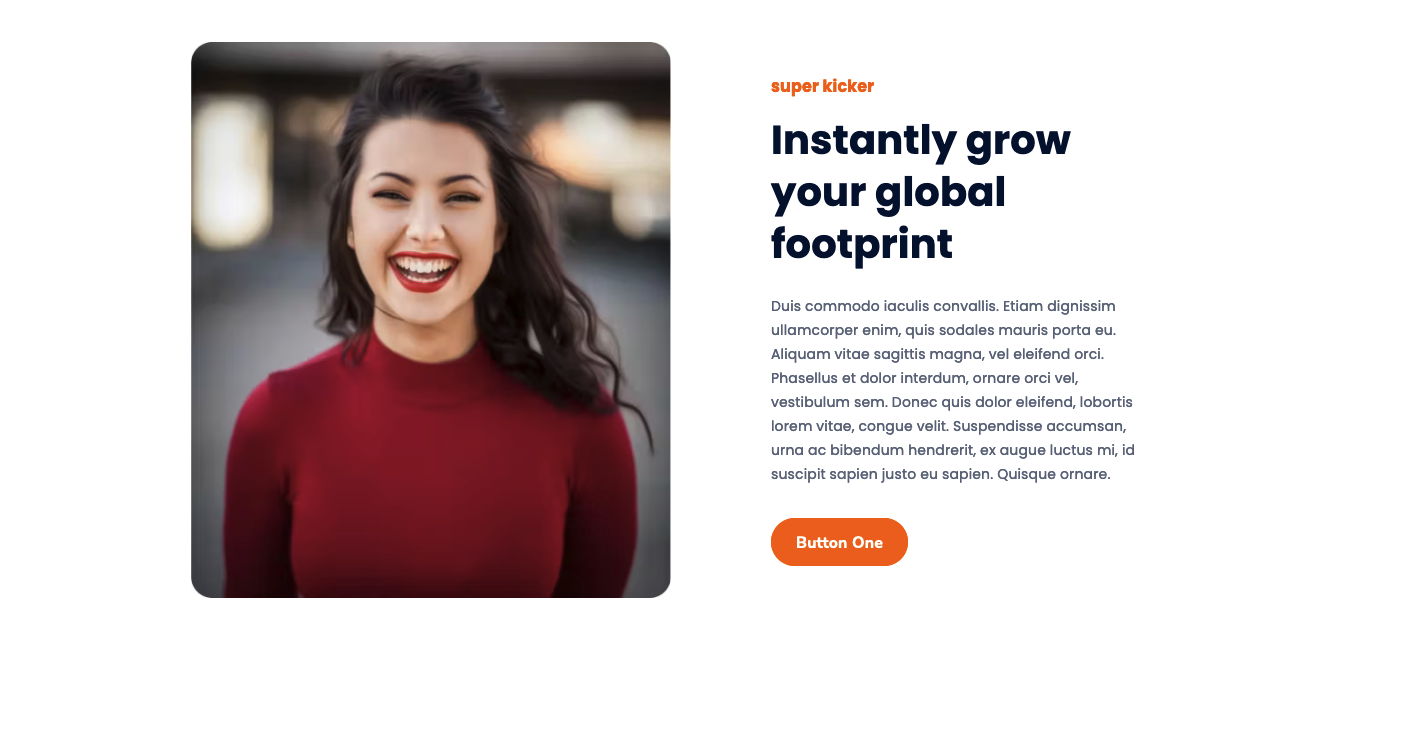 super kicker
Instantly grow
your global
footprint
Duis commodo iaculis convallis. Etiam dignissim
ullamcorper enim, quis sodales mauris porta eu.
Aliquam vitae sagittis magna, vel eleifend orci.
Phasellus et dolor interdum, ornare orci vel,
vestibulum sem. Donec quis dolor eleifend, lobortis
lorem vitae, congue velit. Suspendisse accumsan,
urna ac bibendum hendrerit, ex augue luctus mi, id
suscipit sapien justo eu sapien. Quisque ornare.
Button One